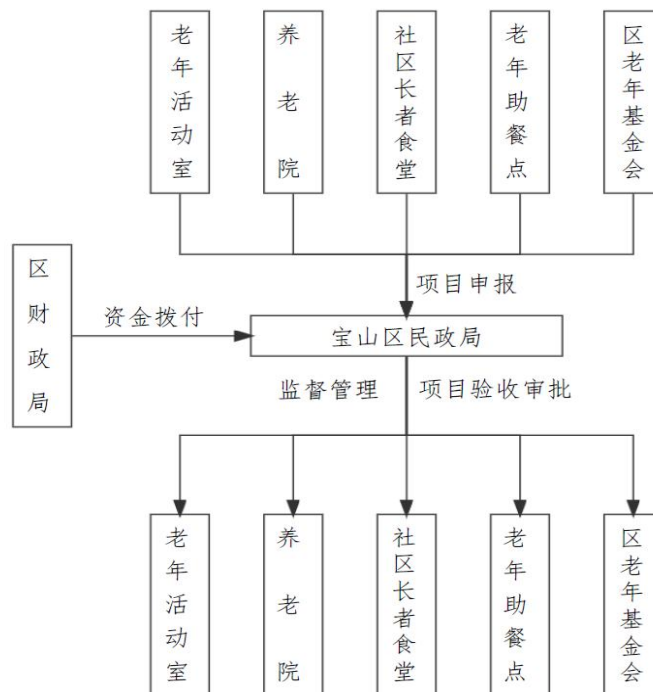 老年活动室
养老院
社区长者食堂
老年助餐点
区老年基金会
项目申报
区财政局
资金拨付
宝山区民政局
监督管理
项目验收审批
老年活动室
养老院
社区长者食堂
老年助餐点
区老年基金会